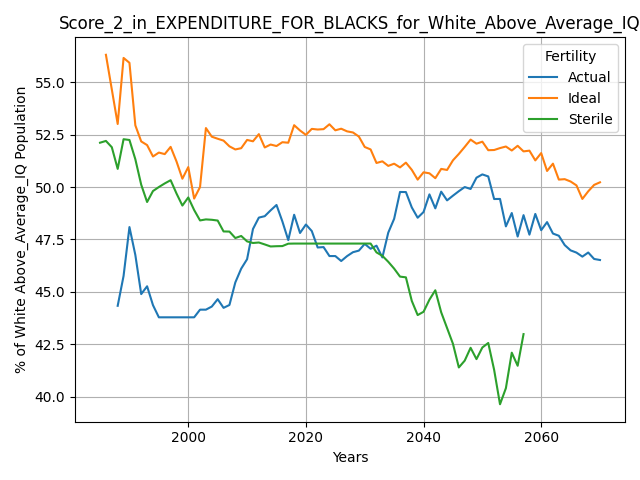 Score_2_in_EXPENDITURE_FOR_BLACKS_for_White_Above_Average_IQ
Fertility
Actual
Ideal
Sterile
% of White Above_Average_IQ Population
55.0
52.5
50.0
47.5
45.0
42.5
40.0
2000
2020
2040
2060
Years